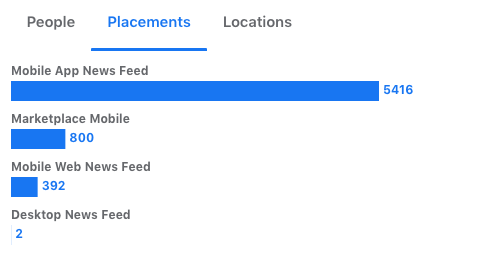 People Placements Locations
Mobile App News Feed
5416
Marketplace Mobile
800
Mobile Web News Feed
392
Desktop News Feed
2